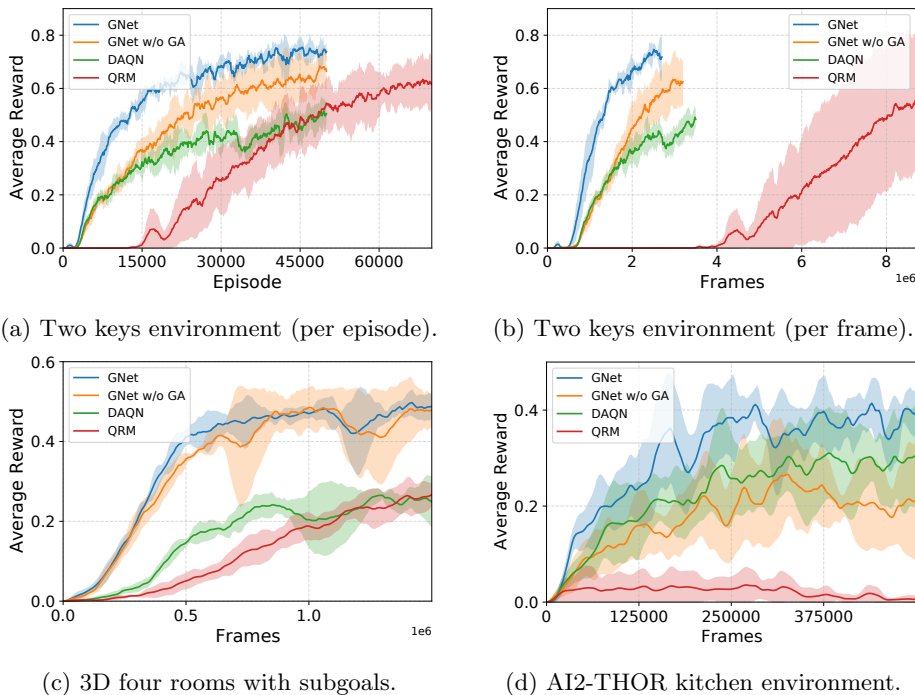 0.8
0.6
0.4
0.2
0.0
Average Reward
GNet
GNet w/o GA
DAQN
QRM
0 15000 30000 45000 60000
Episode
(a) Two keys environment (per episode).
0.8
0.6
0.4
0.2
0.0
Average Reward
GNet
GNet w/o GA
DAQN
QRM
0 2 4 6 8
Frames 1e6
(b) Two keys environment (per frame).
0.6
0.4
0.2
0.0
Average Reward
GNet
GNet w/o GA
DAQN
QRM
0.0 0.5 1.0
Frames 1e6
(c) 3D four rooms with subgoals.
0.4
0.2
0.0
Average Reward
GNet
GNet w/o GA
DAQN
QRM
0 125000 250000 3750000
Frames
(d) AI2-THOR kitchen environment.